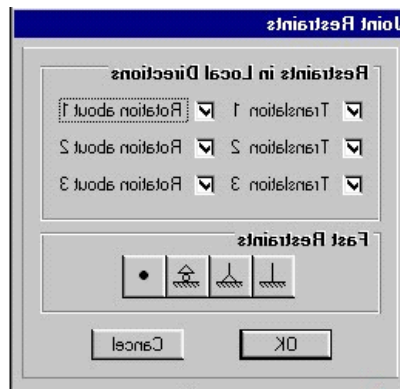 Joint Restraints
Restraints in Local Directions
Translation 1 Rotation about 1
Translation 2 Rotation about 2
Translation 3 Rotation about 3
Fast Restraints
OK Cancel